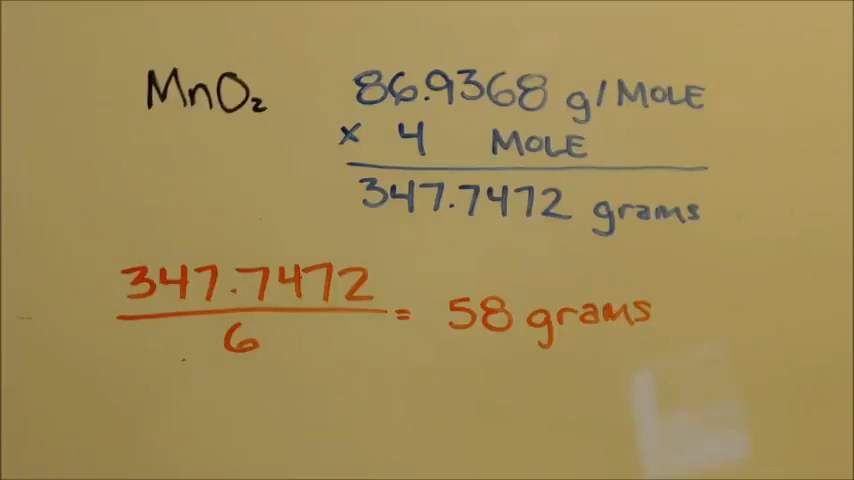 MnO₂
86.9368 g/MOLE
x 4 MOLE
347.7472 grams
347.7472
6
= 58 grams